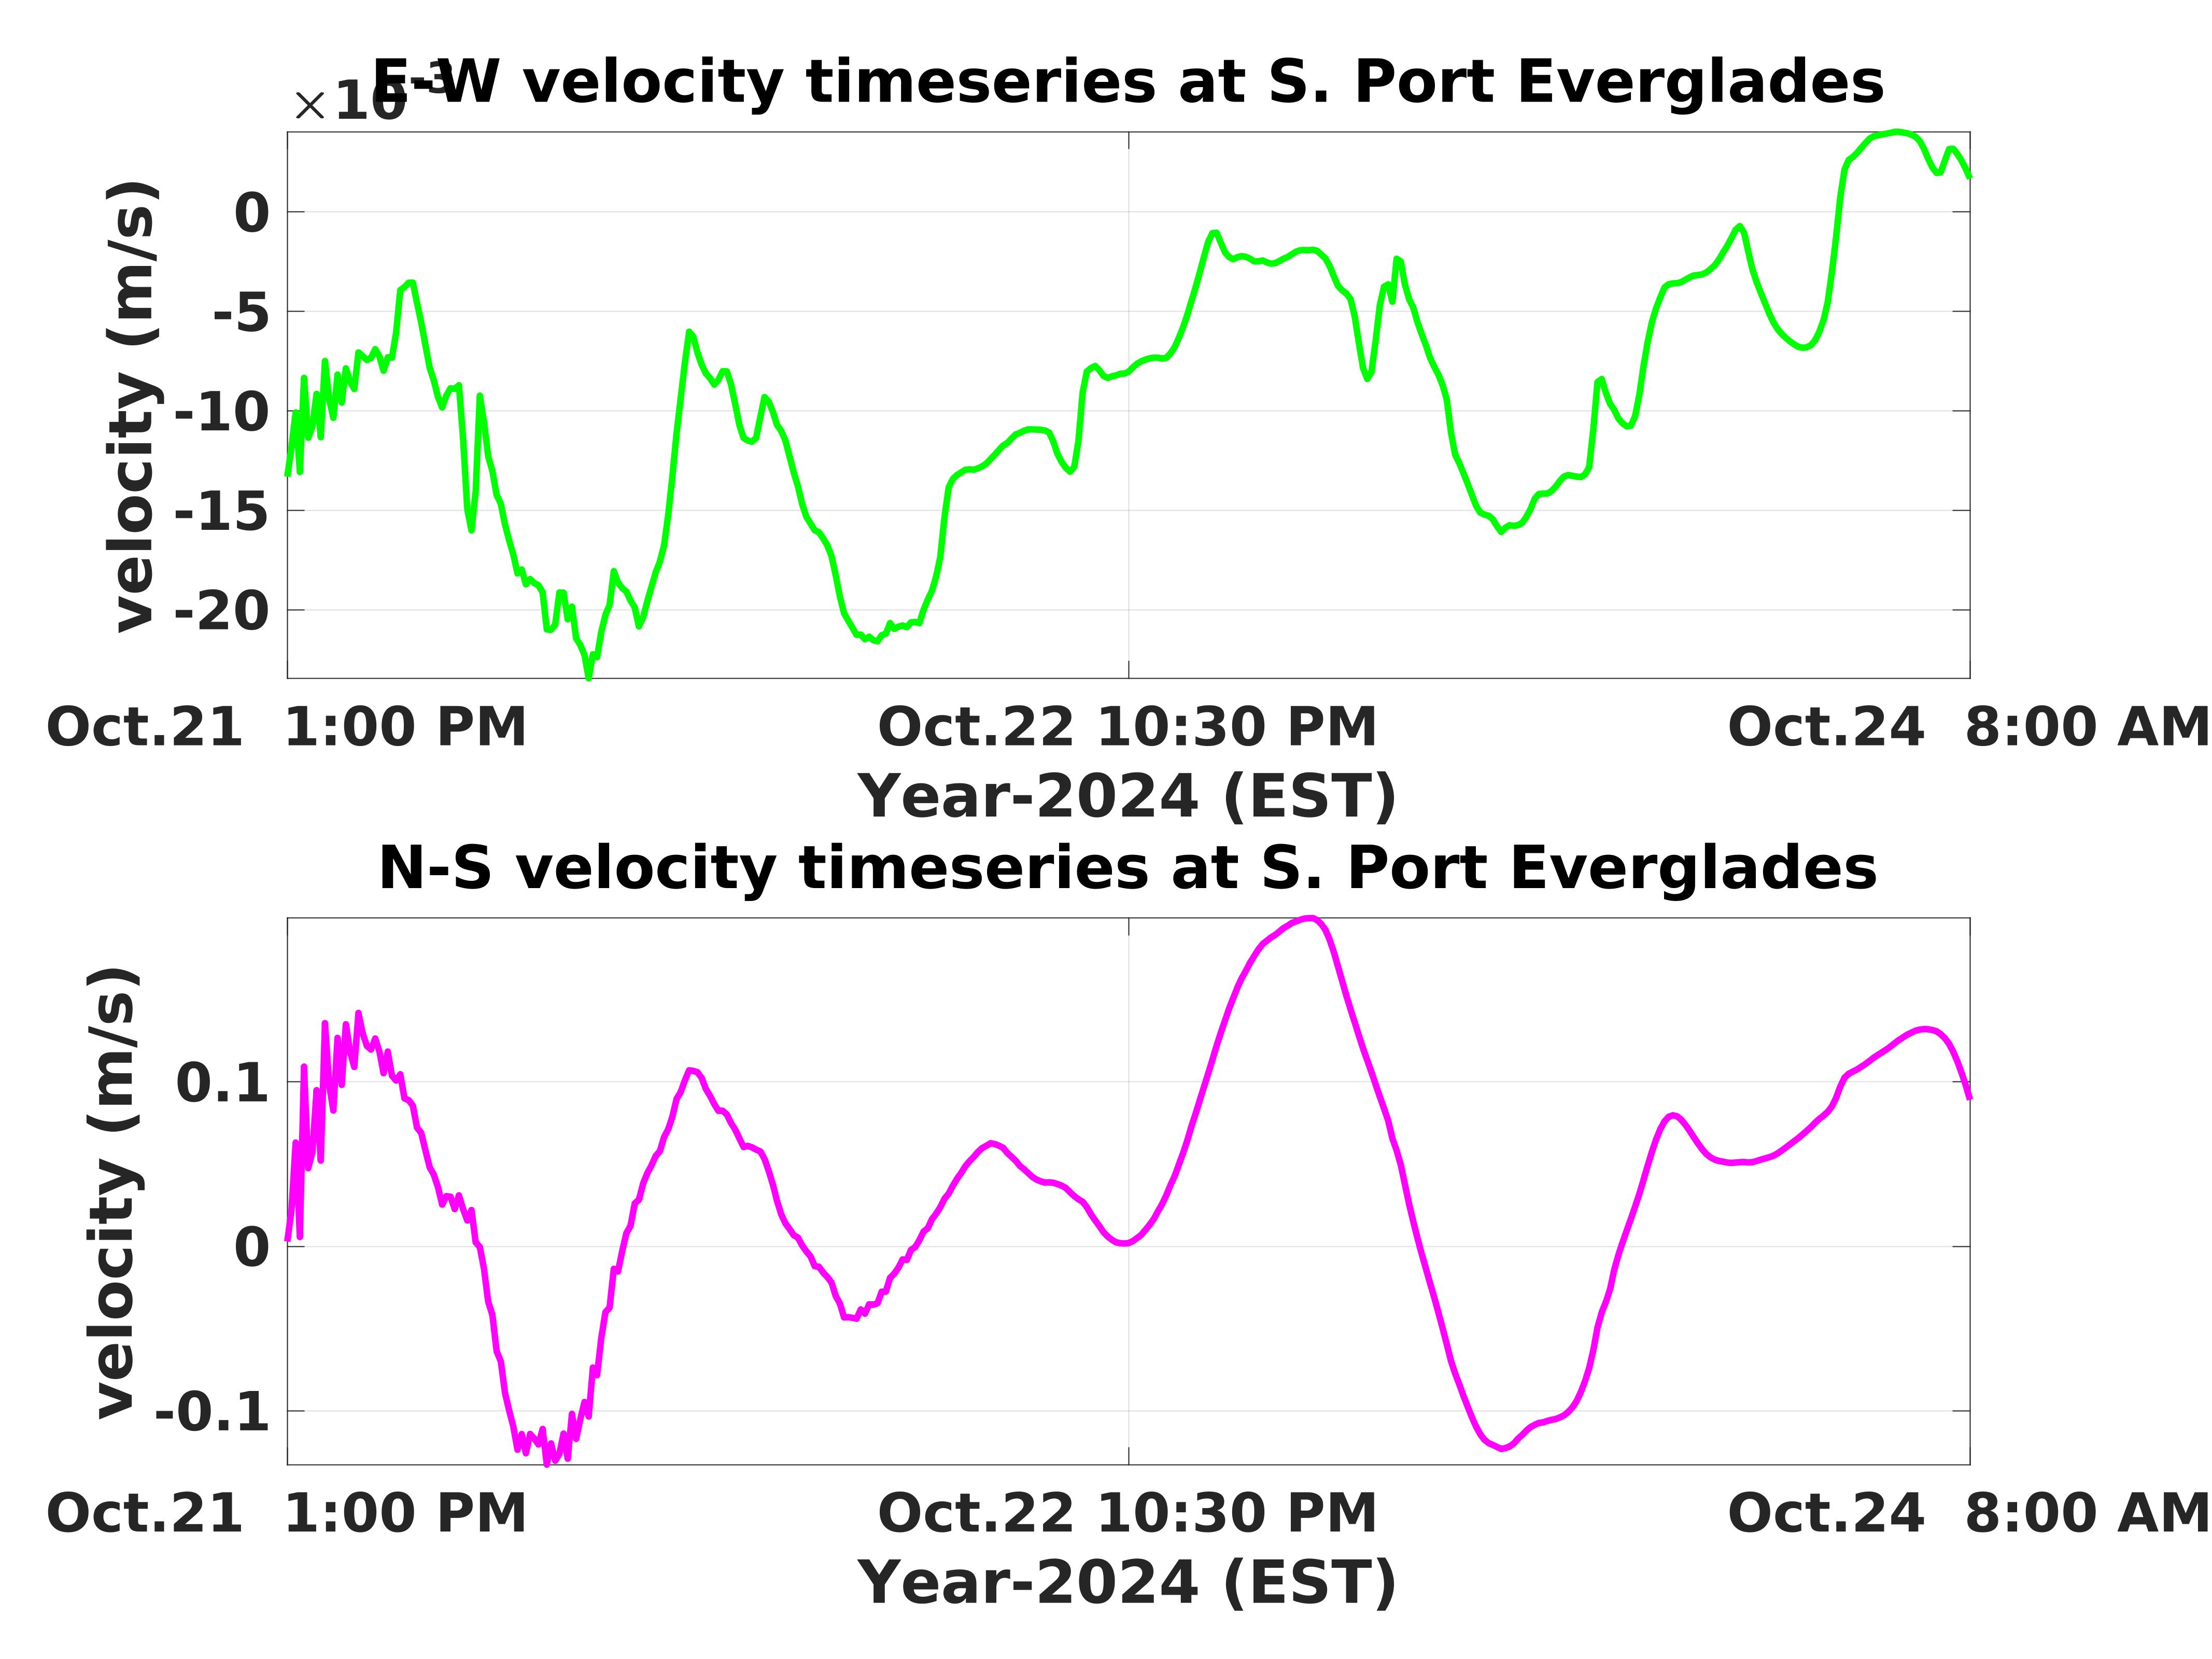 E-W velocity timeseries at S. Port Everglades
×10-3
velocity (m/s)
0
-5
-10
-15
-20
Oct.21 1:00 PM Oct.22 10:30 PM Oct.24 8:00 AM
Year-2024 (EST)
N-S velocity timeseries at S. Port Everglades
velocity (m/s)
0.1
0
-0.1
Oct.21 1:00 PM Oct.22 10:30 PM Oct.24 8:00 AM
Year-2024 (EST)